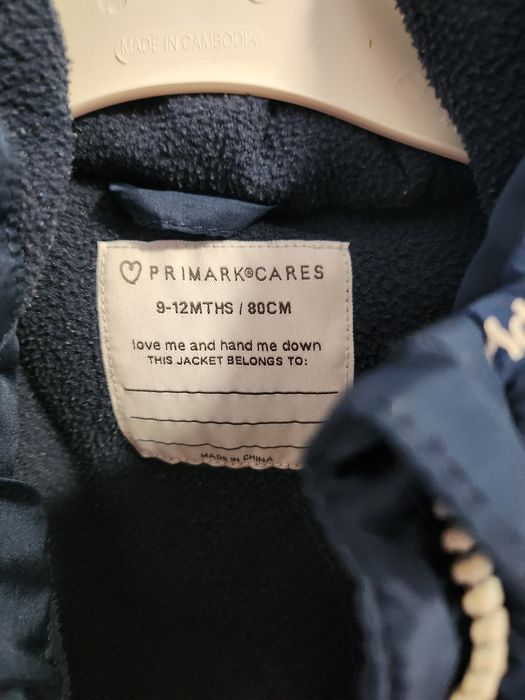 MADE IN CAMBODIA
PRIMARK®CARES
9-12MTHS / 80CM
love me and hand me down
THIS JACKET BELONGS TO:
MADE IN CHINA